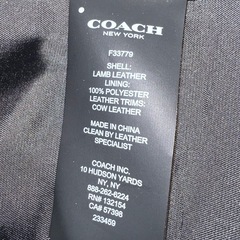 COACH
NEW YORK
F33779
SHELL:
LAMB LEATHER
LINING:
100% POLYESTER
LEATHER TRIMS:
COW LEATHER
MADE IN CHINA
CLEAN BY LEATHER
SPECIALIST
COACH INC.
10 HUDSON YARDS
NY, NY
888-262-6224
RN# 132154
CA# 57398
233459